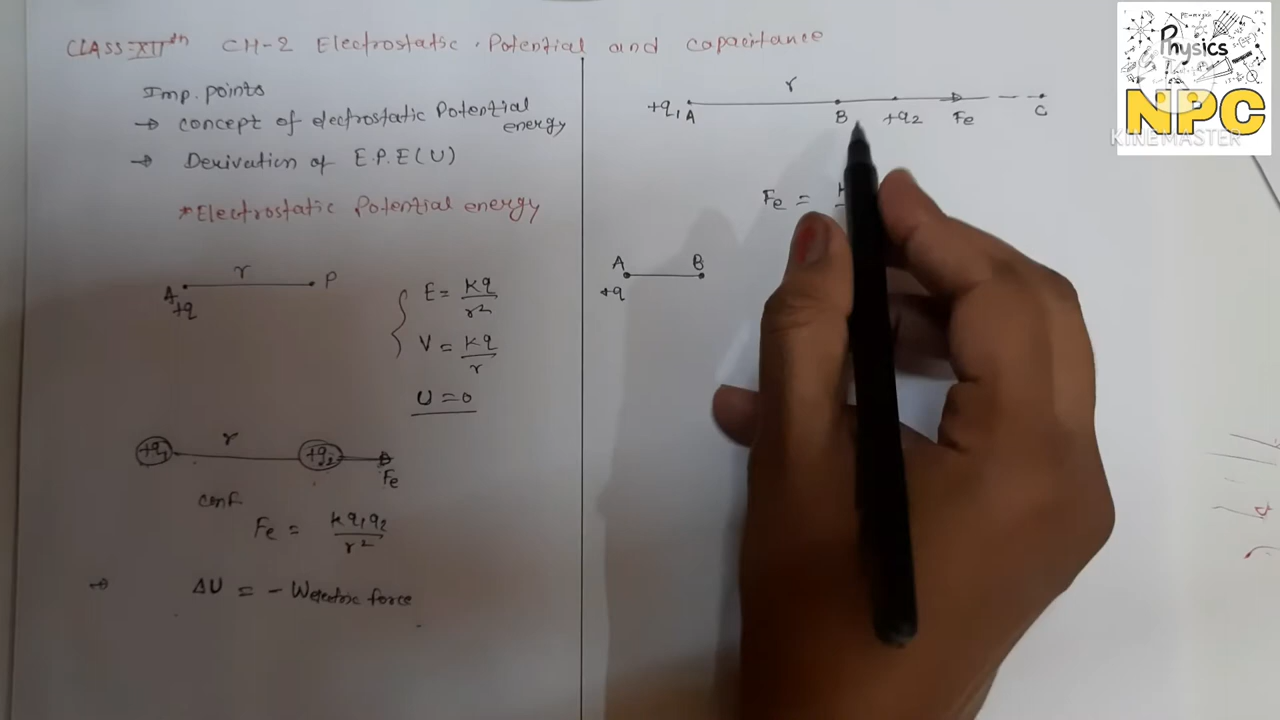 CLASS-XIIth CH-2 Electrostatic Potential and capacitance
Imp. points
→ concept of electrostatic Potential energy
→ Derivation of E.P.E (U)
*Electrostatic Potential energy
r
A P
+q
E = kq/r²
V = kq/r
U = 0
+q1 r +q2
Fe
conf
Fe = kq1q2/r²
→ ΔU = - Welectric force
r
+q1 A B +q2 Fe C
Fe = k
A B
+q
Physics
NPC
KINEMASTER